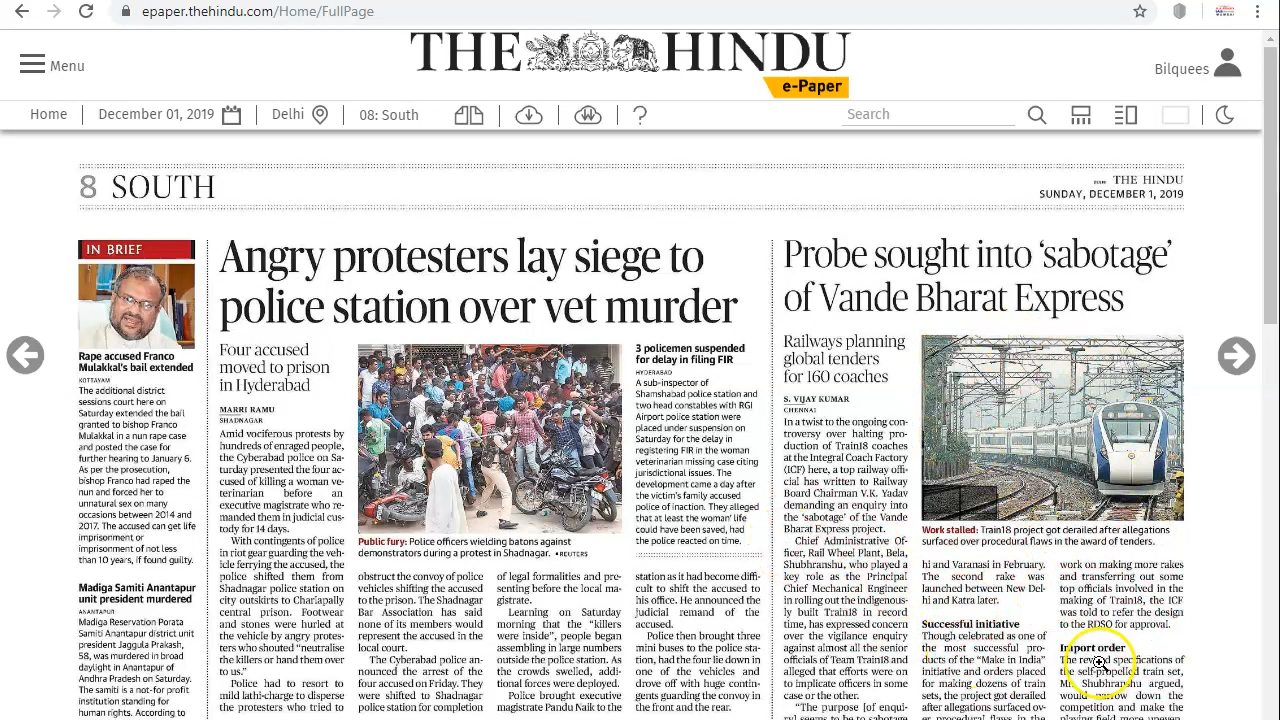 epaper.thehindu.com/Home/FullPage
Menu
THE HINDU
e-Paper
Bilquees
Home
December 01, 2019
Delhi
08: South
?
Search
8 SOUTH
THE HINDU
SUNDAY, DECEMBER 1, 2019
IN BRIEF
Rape accused Franco
Mulakkal's bail extended
KOTTAYAM
The additional district
sessions court here on
Saturday extended the bail
granted to bishop Franco
Mulakkal in a nun rape case
and posted the case for
further hearing to January 6.
As per the prosecution,
bishop Franco had raped the
nun and forced her to
unnatural sex on many
occasions between 2014 and
2017. The accused can get life
imprisonment or
imprisonment of not less
than 10 years, if found guilty.
Madiga Samiti Anantapur
unit president murdered
ANANTAPUR
Madiga Reservation Porata
Samiti Anantapur district unit
president Jaggula Prakash,
58, was murdered in broad
daylight in Anantapur of
Andhra Pradesh on Saturday.
The samiti is a not-for profit
institution standing for
human rights. According to
Angry protesters lay siege to
police station over vet murder
Four accused
moved to prison
in Hyderabad
MARRI RAMU
SHADNAGAR
Amid vociferous protests by
hundreds of enraged people,
the Cyberabad police on Sa-
turday presented the four ac-
cused of killing a woman ve-
terinarian before an
executive magistrate who re-
manded them in judicial cus-
tody for 14 days.
With contingents of police
in riot gear guarding the veh-
icle ferrying the accused, the
police shifted them from
Shadnagar police station on
city outskirts to Charlapally
central prison. Footwear
and stones were hurled at
the vehicle by angry protes-
ters who shouted "neutralise
the killers or hand them over
to us."
Police had to resort to
mild lathi-charge to disperse
the protesters who tried to
Public fury: Police officers wielding batons against
demonstrators during a protest in Shadnagar. •REUTERS
obstruct the convoy of police
vehicles shifting the accused
to the prison. The Shadnagar
Bar Association has said
none of its members would
represent the accused in the
local court.
The Cyberabad police an-
nounced the arrest of the
four accused on Friday. They
were shifted to Shadnagar
police station for completion
of legal formalities and pre-
senting before the local ma-
gistrate.
Learning on Saturday
morning that the "killers
were inside", people began
assembling in large numbers
outside the police station. As
the crowds swelled, addi-
tional forces were deployed.
Police brought executive
magistrate Pandu Naik to the
3 policemen suspended
for delay in filing FIR
HYDERABAD
A sub-inspector of
Shamshabad police station and
two head constables with RGI
Airport police station were
placed under suspension on
Saturday for the delay in
registering FIR in the woman
veterinarian missing case citing
jurisdictional issues. The
development came a day after
the victim's family accused
police of inaction. They alleged
that at least the woman' life
could have been saved, had
the police reacted on time.
station as it had become diffi-
cult to shift the accused to
his office. He announced the
judicial remand of the
accused.
Police then brought three
mini buses to the police sta-
tion, had the four lie down in
one of the vehicles and
drove off with huge contin-
gents guarding the convoy in
front and rear.
Probe sought into 'sabotage'
of Vande Bharat Express
Railways planning
global tenders
for 160 coaches
S. VIJAY KUMAR
CHENNAI
In a twist to the ongoing con-
troversy over halting pro-
duction of Train18 coaches
at the Integral Coach Factory
(ICF) here, a top railway offi-
cial has written to Railway
Board Chairman V.K. Yadav
demanding an enquiry into
the 'sabotage' of the Vande
Bharat Express project.
Chief Administrative Of-
ficer, Rail Wheel Plant, Bela,
Shubhranshu, who played a
key role as the Principal
Chief Mechanical Engineer
in rolling out the indigenous-
ly built Train18 in record
time, has expressed concern
over the vigilance enquiry
against almost all the senior
officials of Team Train18 and
alleged that efforts were on
to implicate officers in some
case or the other.
"The purpose [of enqui-
ry] seems to be sabotage
Work stalled: Train18 project got derailed after allegations
surfaced over procedural flaws in the award of tenders.
hi and Varanasi in February.
The second rake was
launched between New Del-
hi and Katra later.
Successful initiative
Though celebrated as one of
the most successful pro-
ducts of the "Make in India"
initiative and orders placed
for making dozens of train
sets, the project got derailed
after allegations surfaced ov-
er procedural flaws in the
work on making more rakes
and transferring out some
top officials involved in the
making of Train18, the ICF
was told to refer the design
to the RDSO for approval.
Import order
The revised specifications of
the self-propelled train set,
Mr. Shubhranshu argued,
would narrow down the
competition and make the
playing field more uneven